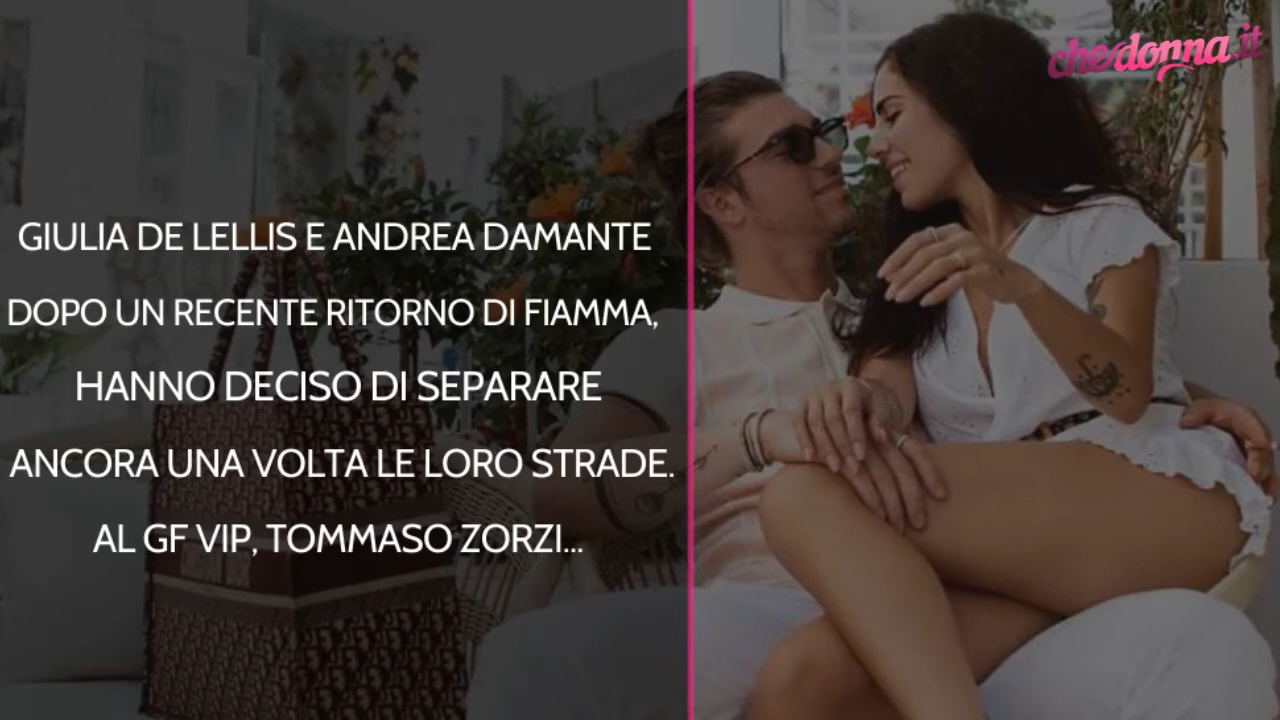 chedonna.it
GIULIA DE LELLIS E ANDREA DAMANTE
DOPO UN RECENTE RITORNO DI FIAMMA,
HANNO DECISO DI SEPARARE
ANCORA UNA VOLTA LE LORO STRADE.
AL GF VIP, TOMMASO ZORZI...